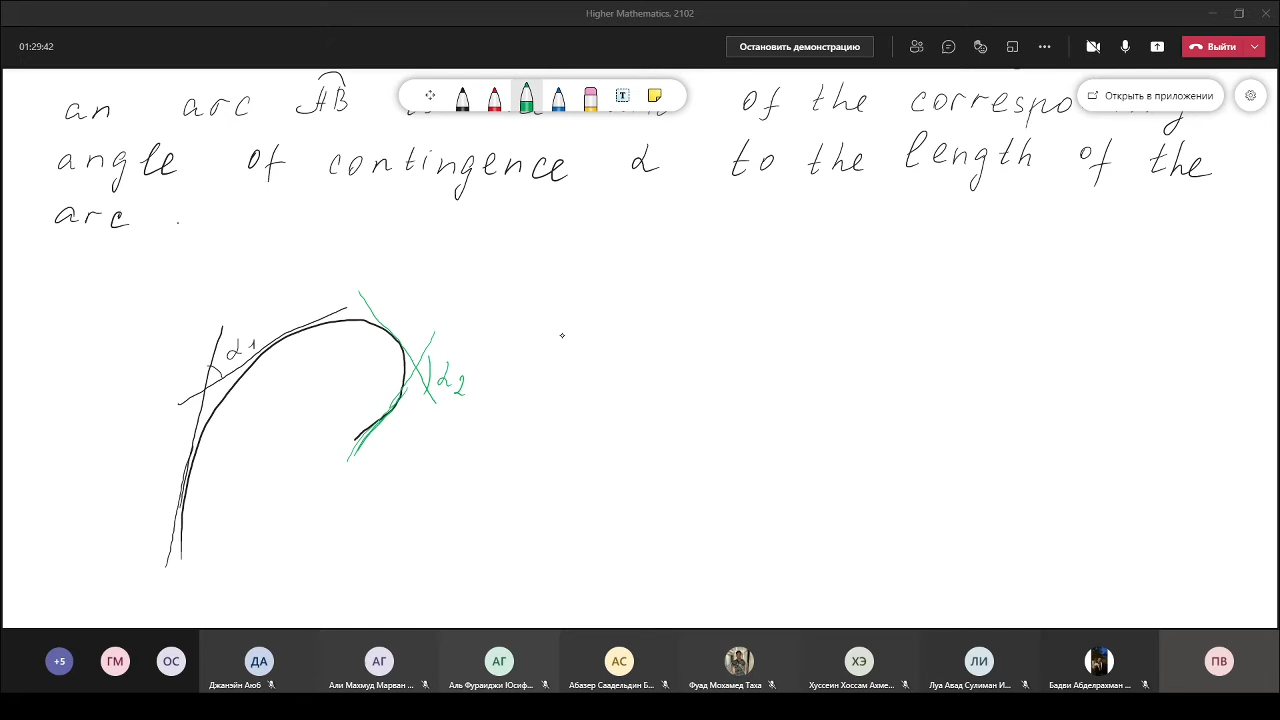 Higher Mathematics, 2102
01:29:42
Остановить демонстрацию
Выйти
an arc AB of the
Открыть в приложении
angle of contingence α to the length of the
arc .
α1
α2
+5
ГМ
ОС
ДА
АГ
АГ
АС
ХЭ
ЛИ
ПВ
Джанэйн Аюб
Али Махмуд Марван ...
Аль Фураиджи Юсиф...
Абазер Саадельдин Б...
Фуад Мохамед Таха
Хуссеин Хоссам Ахме...
Луа Авад Сулиман И...
Бадви Абделрахман ...